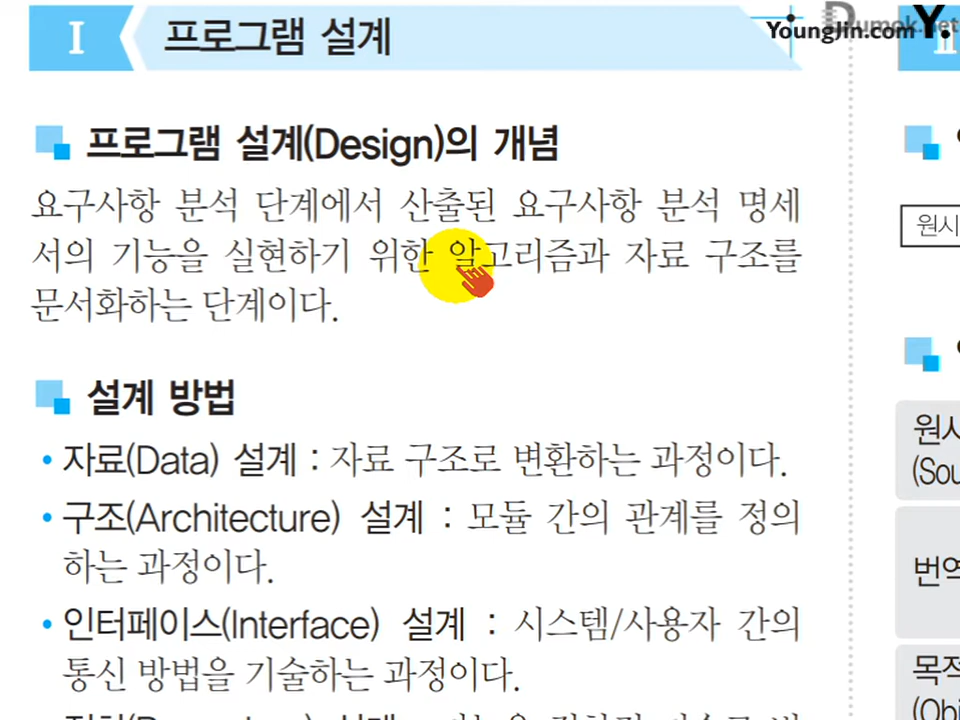 I 프로그램 설계
YoungJin.com Y.
프로그램 설계(Design)의 개념
요구사항 분석 단계에서 산출된 요구사항 분석 명세
서의 기능을 실현하기 위한 알고리즘과 자료 구조를
문서화하는 단계이다.
설계 방법
• 자료(Data) 설계 : 자료 구조로 변환하는 과정이다.
• 구조(Architecture) 설계 : 모듈 간의 관계를 정의
하는 과정이다.
• 인터페이스(Interface) 설계 : 시스템/사용자 간의
통신 방법을 기술하는 과정이다.
II
원시
원시
(Sou
번역
목적